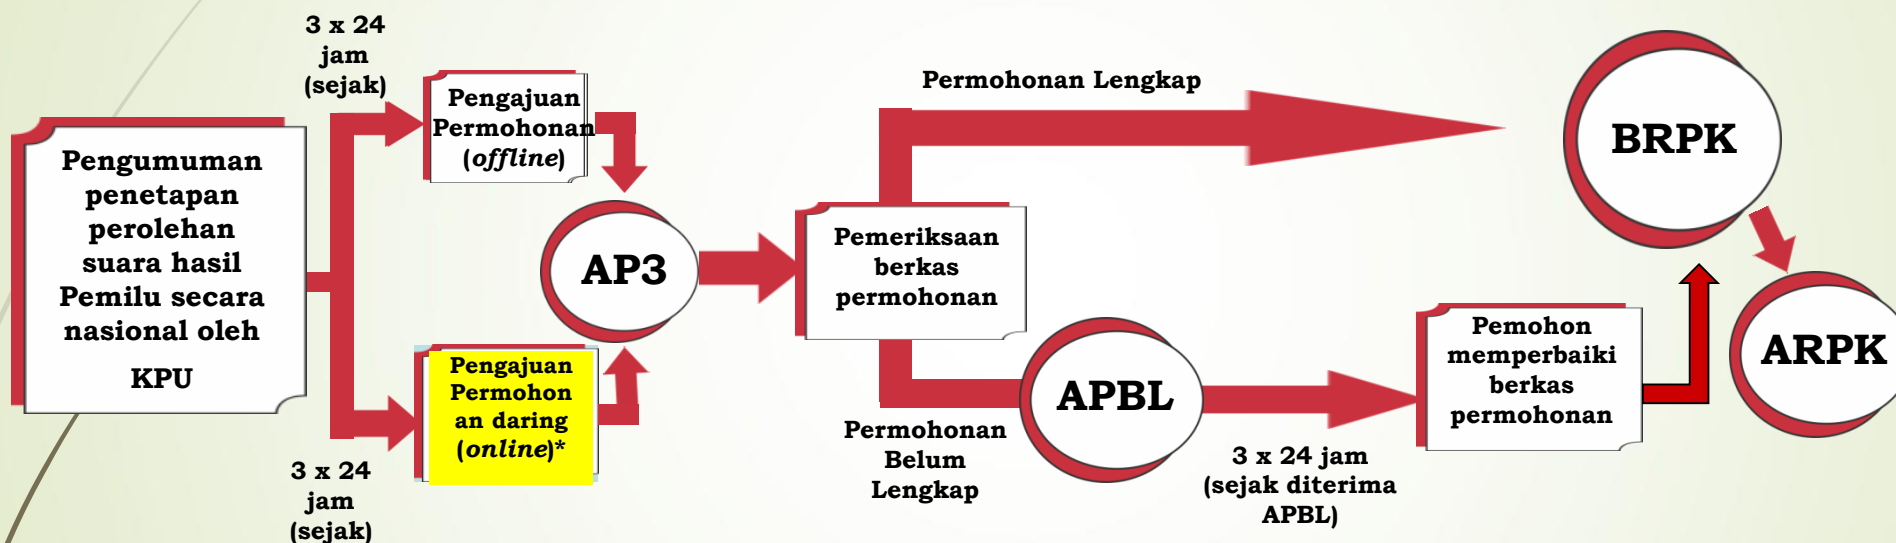 Pengumuman
penetapan
perolehan
suara hasil
Pemilu secara
nasional oleh
KPU
3 x 24
jam
(sejak)
Pengajuan
Permohonan
(offline)
3 x 24
jam
(sejak)
Pengajuan
Permohon
an daring
(online)*
AP3
Pemeriksaan
berkas
permohonan
Permohonan Lengkap
Permohonan
Belum
Lengkap
APBL
3 x 24 jam
(sejak diterima
APBL)
Pemohon
memperbaiki
berkas
permohonan
BRPK
ARPK